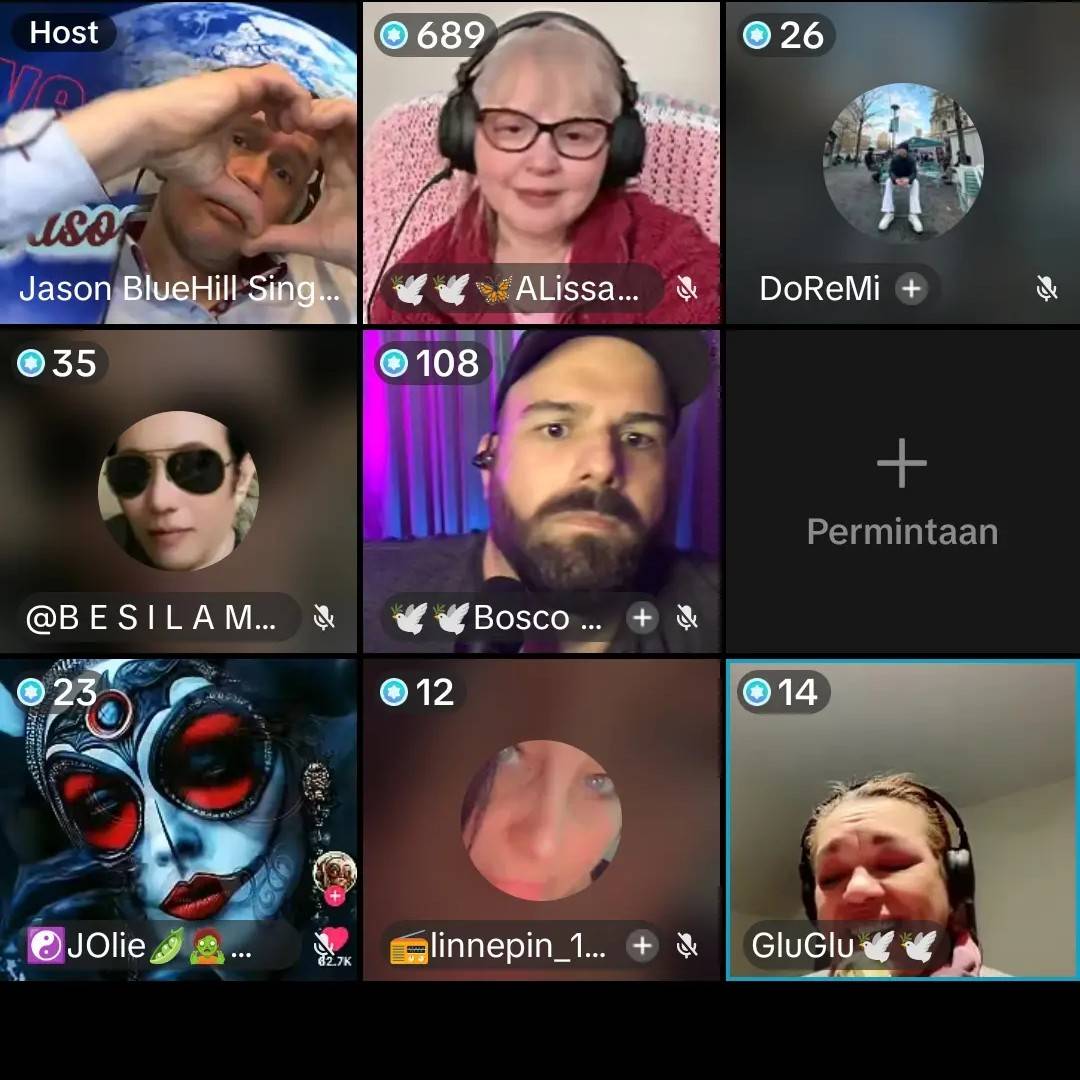 Host
Jason BlueHill Sing...
689
🕊️🕊️🦋ALissa...
26
DoReMi
35
@B E S I L A M...
108
🕊️🕊️Bosco ...
Permintaan
23
☯️JOlie🫛🧟...
62.7K
12
📻linnepin_1...
14
GluGlu🕊️🕊️